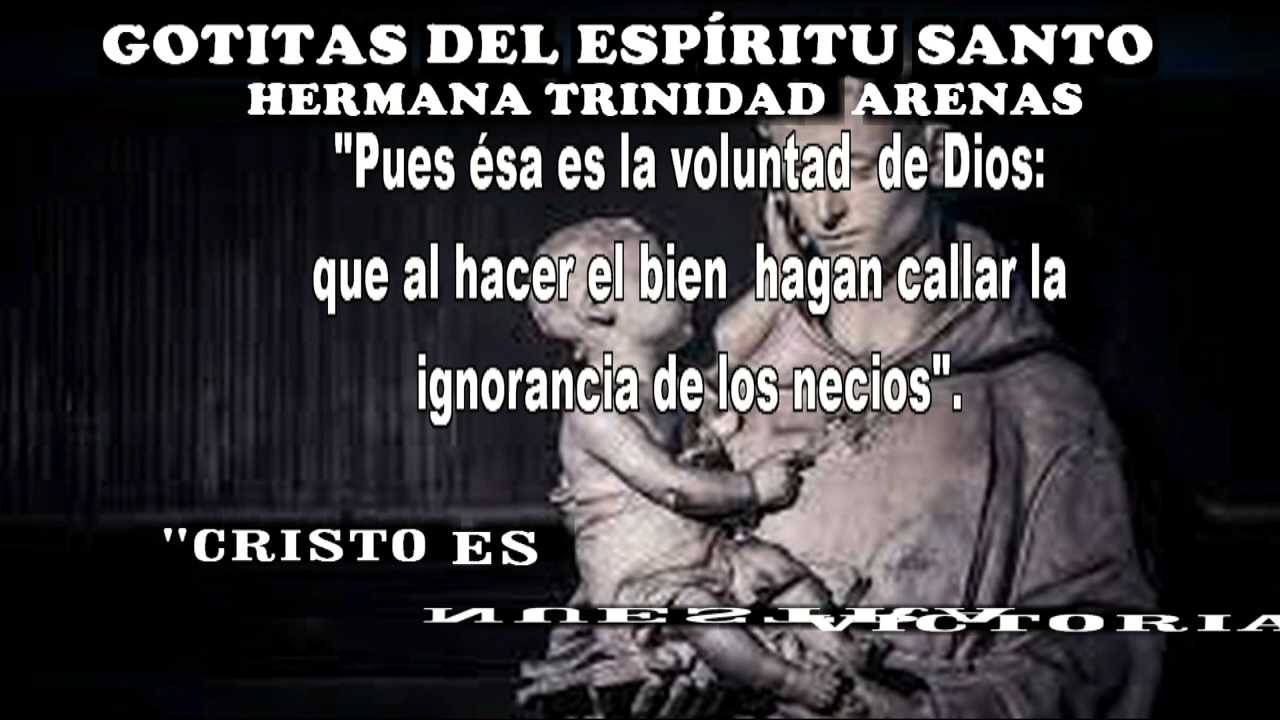 GOTITAS DEL ESPÍRITU SANTO
HERMANA TRINIDAD ARENAS
"Pues ésa es la voluntad de Dios:
que al hacer el bien hagan callar la
ignorancia de los necios".
"CRISTO ES
NUESTRA VICTORIA